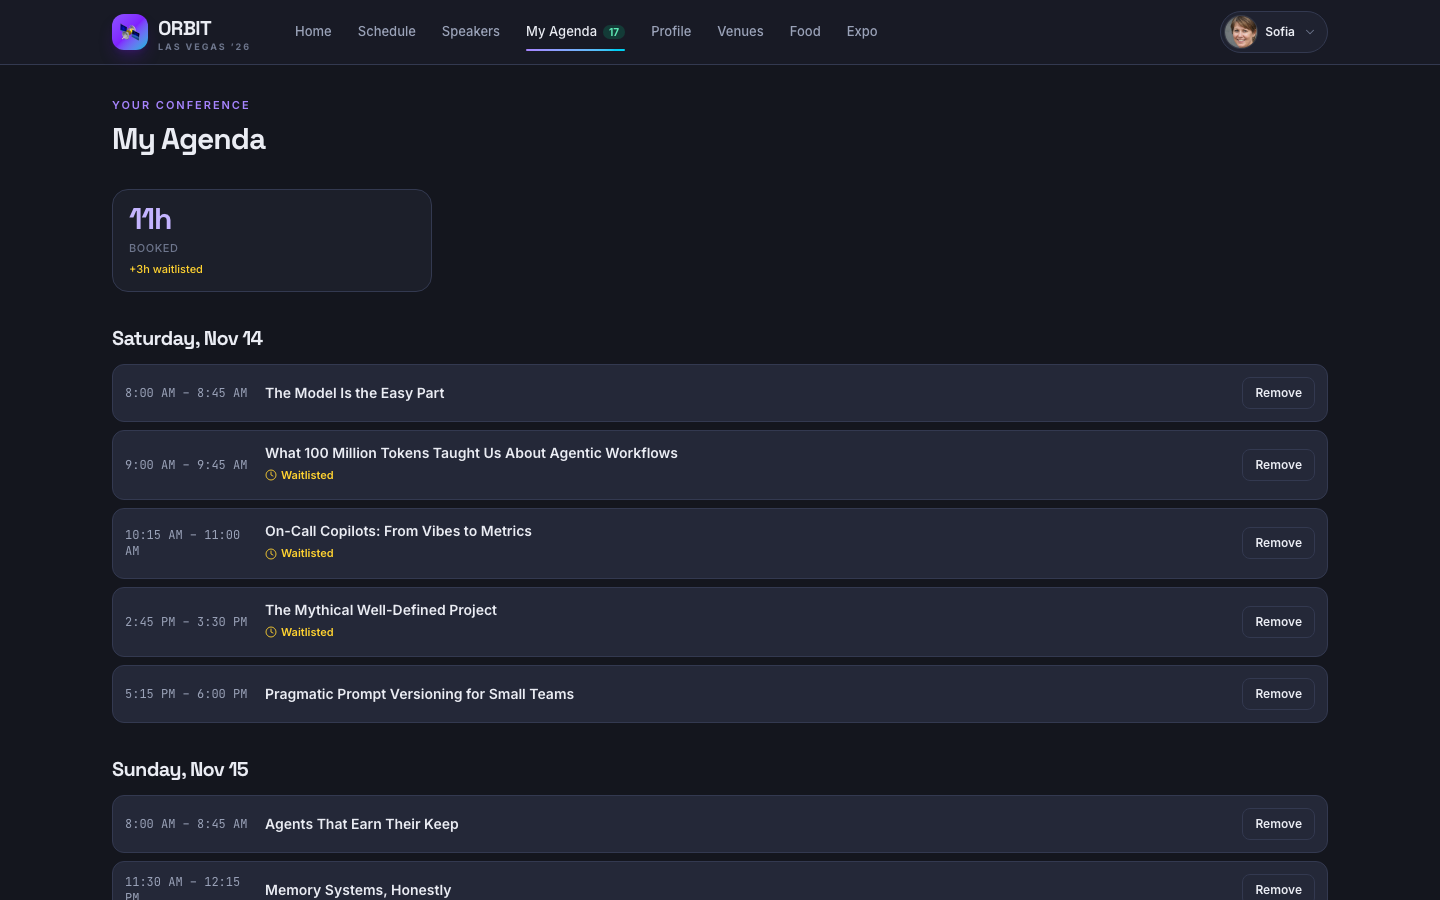 ORBIT
LAS VEGAS '26
Home
Schedule
Speakers
My Agenda 17
Profile
Venues
Food
Expo
Sofia
YOUR CONFERENCE
My Agenda
11h
BOOKED
+3h waitlisted
Saturday, Nov 14
8:00 AM – 8:45 AM
The Model Is the Easy Part
Remove
9:00 AM – 9:45 AM
What 100 Million Tokens Taught Us About Agentic Workflows
Waitlisted
Remove
10:15 AM – 11:00
AM
On-Call Copilots: From Vibes to Metrics
Waitlisted
Remove
2:45 PM – 3:30 PM
The Mythical Well-Defined Project
Waitlisted
Remove
5:15 PM – 6:00 PM
Pragmatic Prompt Versioning for Small Teams
Remove
Sunday, Nov 15
8:00 AM – 8:45 AM
Agents That Earn Their Keep
Remove
11:30 AM – 12:15
PM
Memory Systems, Honestly
Remove